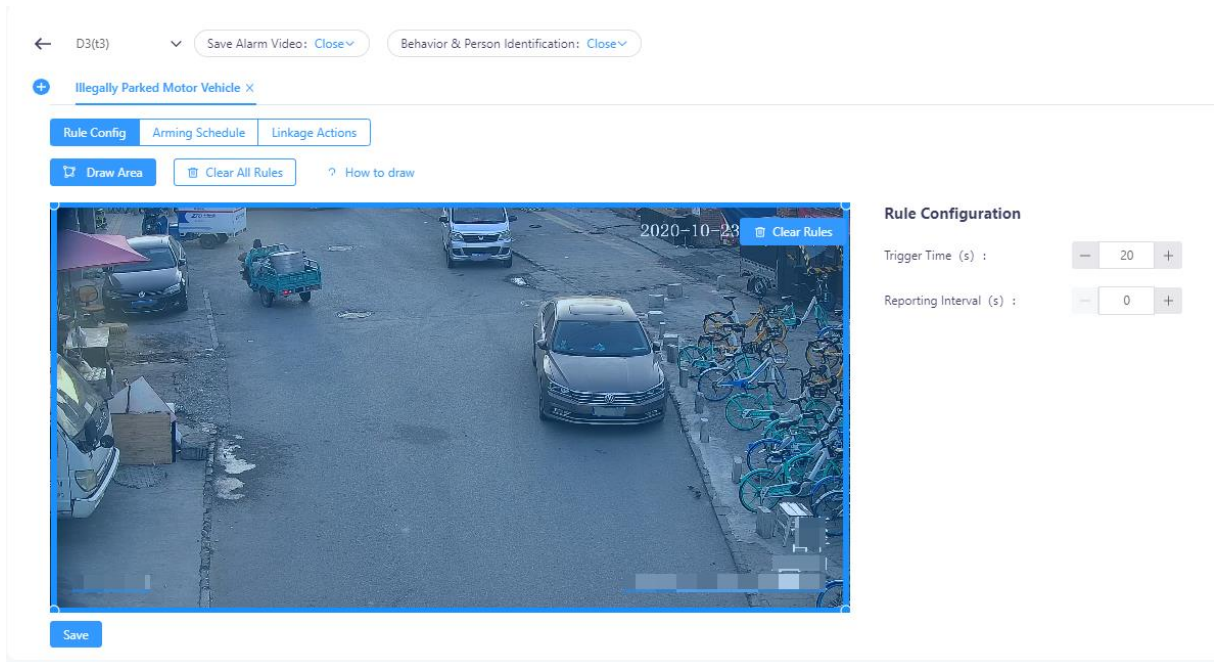 D3(t3) Save Alarm Video: Close Behavior & Person Identification: Close
Illegally Parked Motor Vehicle ×
Rule Config Arming Schedule Linkage Actions
Draw Area Clear All Rules ? How to draw
2020-10-23 Clear Rules
Rule Configuration
Trigger Time (s) : − 20 +
Reporting Interval (s) : − 0 +
Save